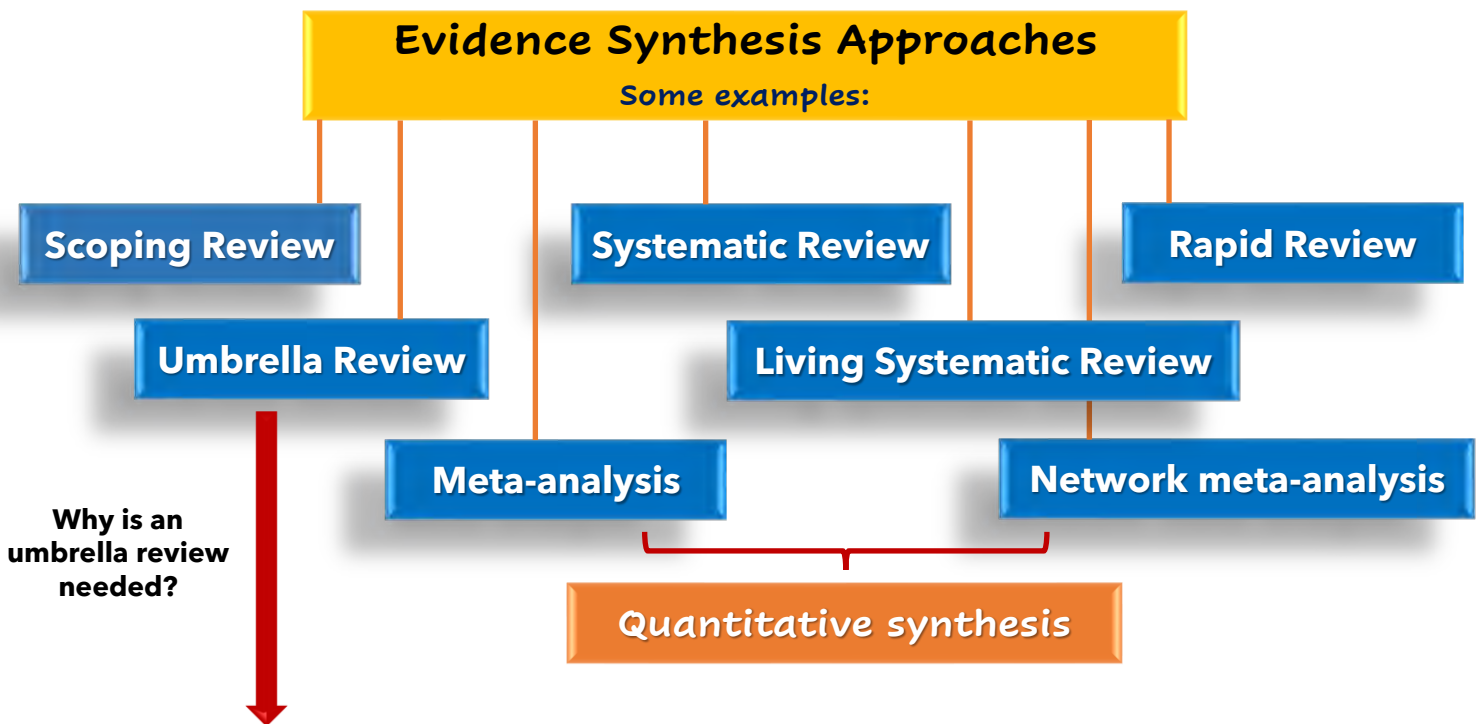 Evidence Synthesis Approaches
Some examples:
Scoping Review
Systematic Review
Rapid Review
Umbrella Review
Living Systematic Review
Meta-analysis
Network meta-analysis
Why is an
umbrella review
needed?
Quantitative synthesis